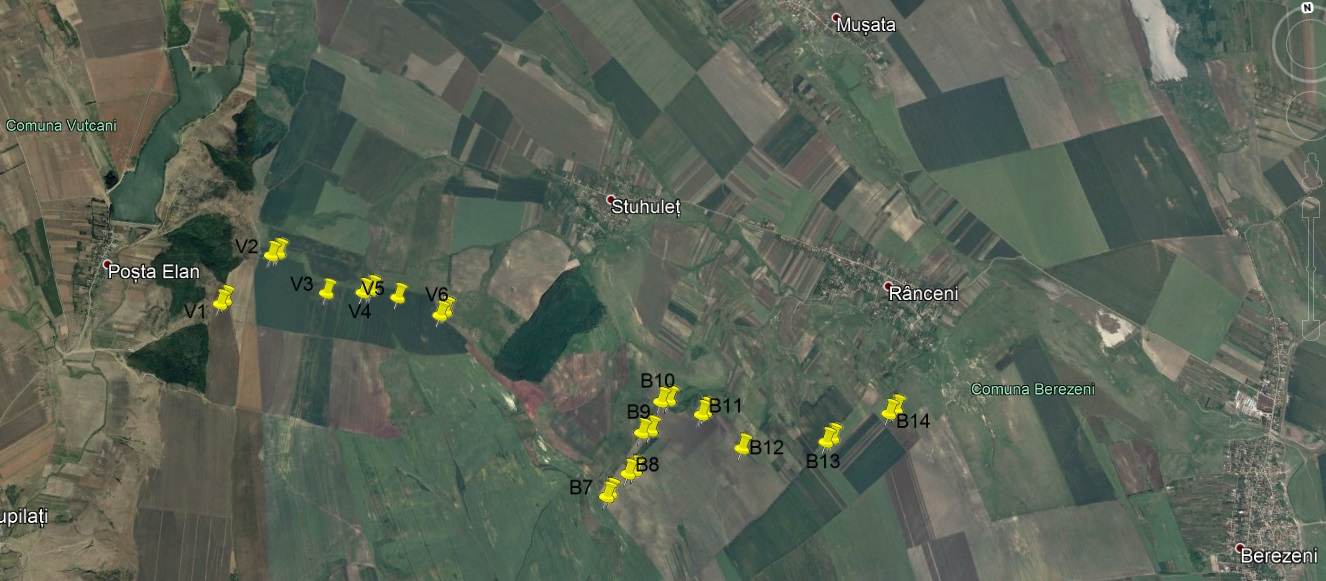 N
Mușata
Comuna Vutcani
Stuhuleț
V2
Poșta Elan
V3
V5
V6
V1
V4
Rânceni
B10
Comuna Berezeni
B9
B11
B14
B12
B8
B13
B7
upilați
Berezeni